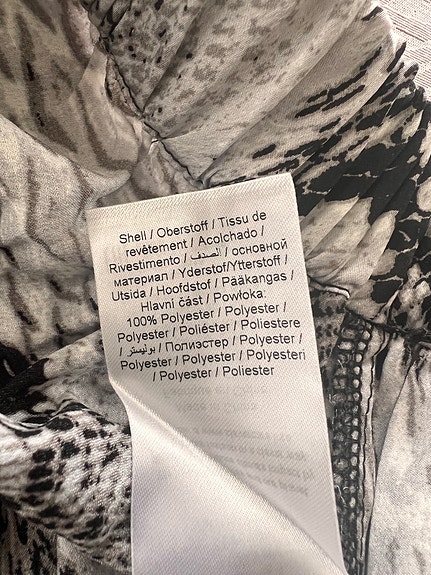 Shell / Oberstoff / Tissu de
revêtement / Acolchado /
Rivestimento / الصدف / основной
материал / Yderstof/Ytterstoff /
Utsida / Hoofdstof / Pääkangas /
Hlavní část / Powłoka:
100% Polyester / Polyester /
Polyester / Poliéster / Poliestere
/ بوليستر / Полиэстер / Polyester /
Polyester / Polyester / Polyesteri
/ Polyester / Poliester